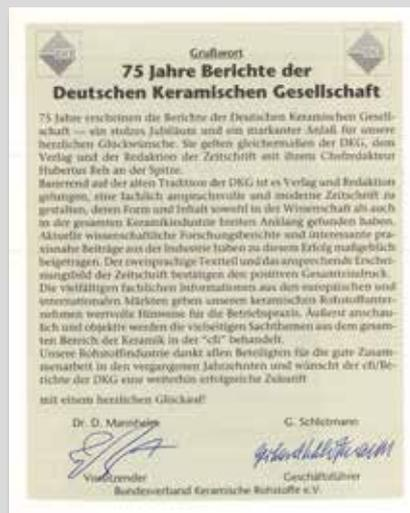 Grußwort
75 Jahre Berichte der
Deutschen Keramischen Gesellschaft
75 Jahre erscheinen die Berichte der Deutschen Keramischen Gesell-
schaft — ein stolzes Jubiläum und ein markanter Anlaß für unsere
herzlichen Glückwünsche. Sie gelten gleichermaßen der DKG, dem
Verlag und der Redaktion der Zeitschrift mit ihrem Chefredakteur
Hubertus Reh an der Spitze.
Basierend auf der alten Tradition der DKG ist es Verlag und Redaktion
gelungen, eine fachlich anspruchsvolle und moderne Zeitschrift zu
gestalten, deren Form und Inhalt sowohl in der Wissenschaft als auch
in der gesamten Keramikindustrie breiten Anklang gefunden haben.
Aktuelle wissenschaftliche Forschungsberichte und interessante pra-
xisnahe Beiträge aus der Industrie haben zu diesem Erfolg maßgeblich
beigetragen. Der zweisprachige Textteil und das ansprechende Erschei-
nungsbild der Zeitschrift bestätigen den positiven Gesamteindruck.
Die vielfältigen fachlichen Informationen aus den europäischen und
internationalen Märkten geben unseren keramischen Rohstoffunter-
nehmen wertvolle Hinweise für die Betriebspraxis. Äußerst anschau-
lich und objektiv werden die vielseitigen Sachthemen aus dem gesam-
ten Bereich der Keramik in der "cfi" behandelt.
Unsere Rohstoffindustrie dankt allen Beteiligten für die gute Zusam-
menarbeit in den vergangenen Jahrzehnten und wünscht der cfi/Be-
richte der DKG eine weiterhin erfolgreiche Zukunft
mit einem herzlichen Glückauf!
Dr. D. Mannheim G. Schlotmann
Vorsitzender Geschäftsführer
Bundesverband Keramische Rohstoffe e.V.